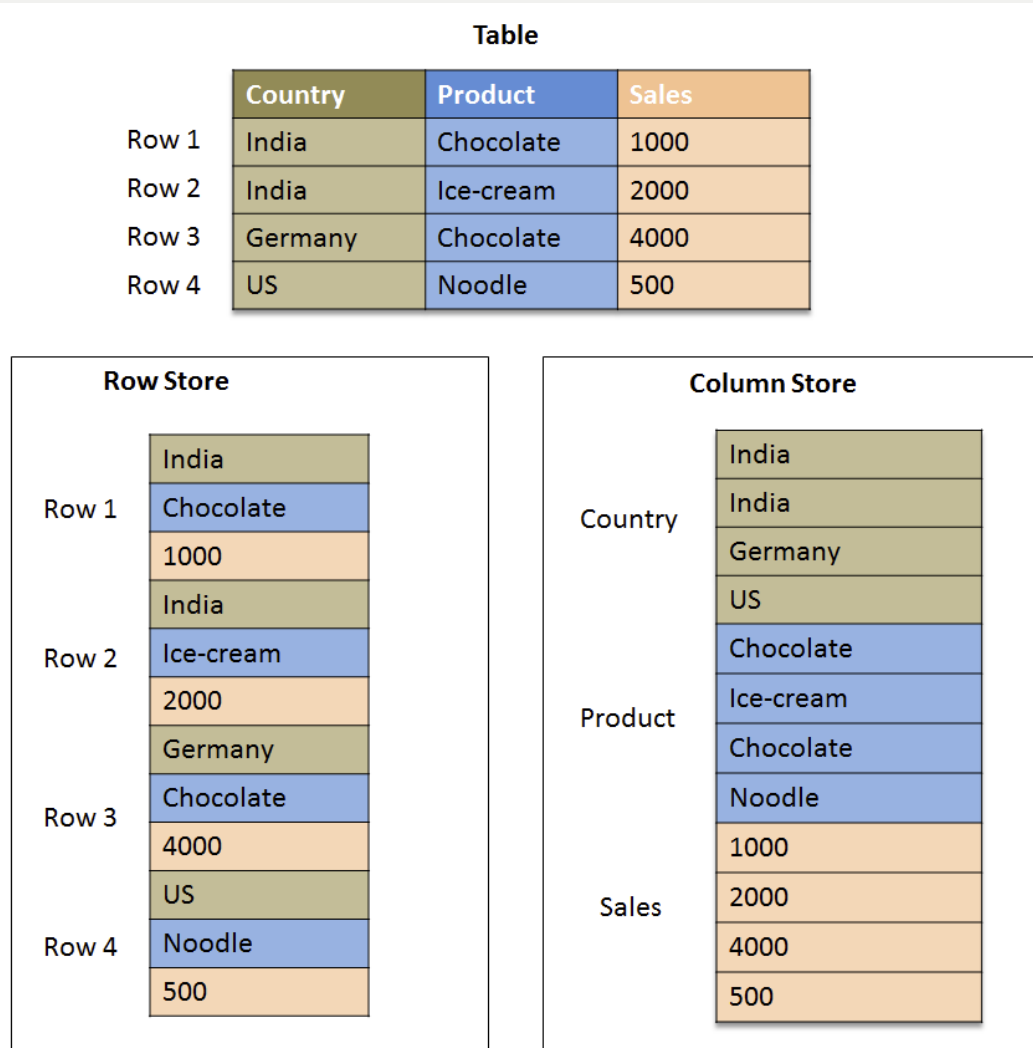 Table
Country Product Sales
Row 1 India Chocolate 1000
Row 2 India Ice-cream 2000
Row 3 Germany Chocolate 4000
Row 4 US Noodle 500
Row Store
India
Row 1 Chocolate
1000
India
Row 2 Ice-cream
2000
Germany
Row 3 Chocolate
4000
US
Row 4 Noodle
500
Column Store
India
Country India
Germany
US
Chocolate
Product Ice-cream
Chocolate
Noodle
1000
Sales 2000
4000
500